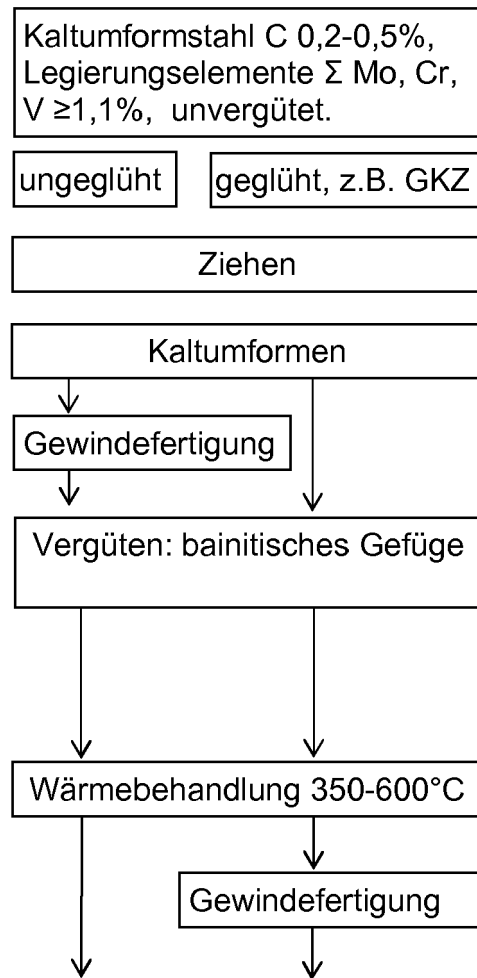 Kaltumformstahl C 0,2-0,5%,
Legierungselemente Σ Mo, Cr,
V ≥1,1%, unvergütet.
ungeglüht
geglüht, z.B. GKZ
Ziehen
Kaltumformen
Gewindefertigung
Vergüten: bainitisches Gefüge
Wärmebehandlung 350-600°C
Gewindefertigung